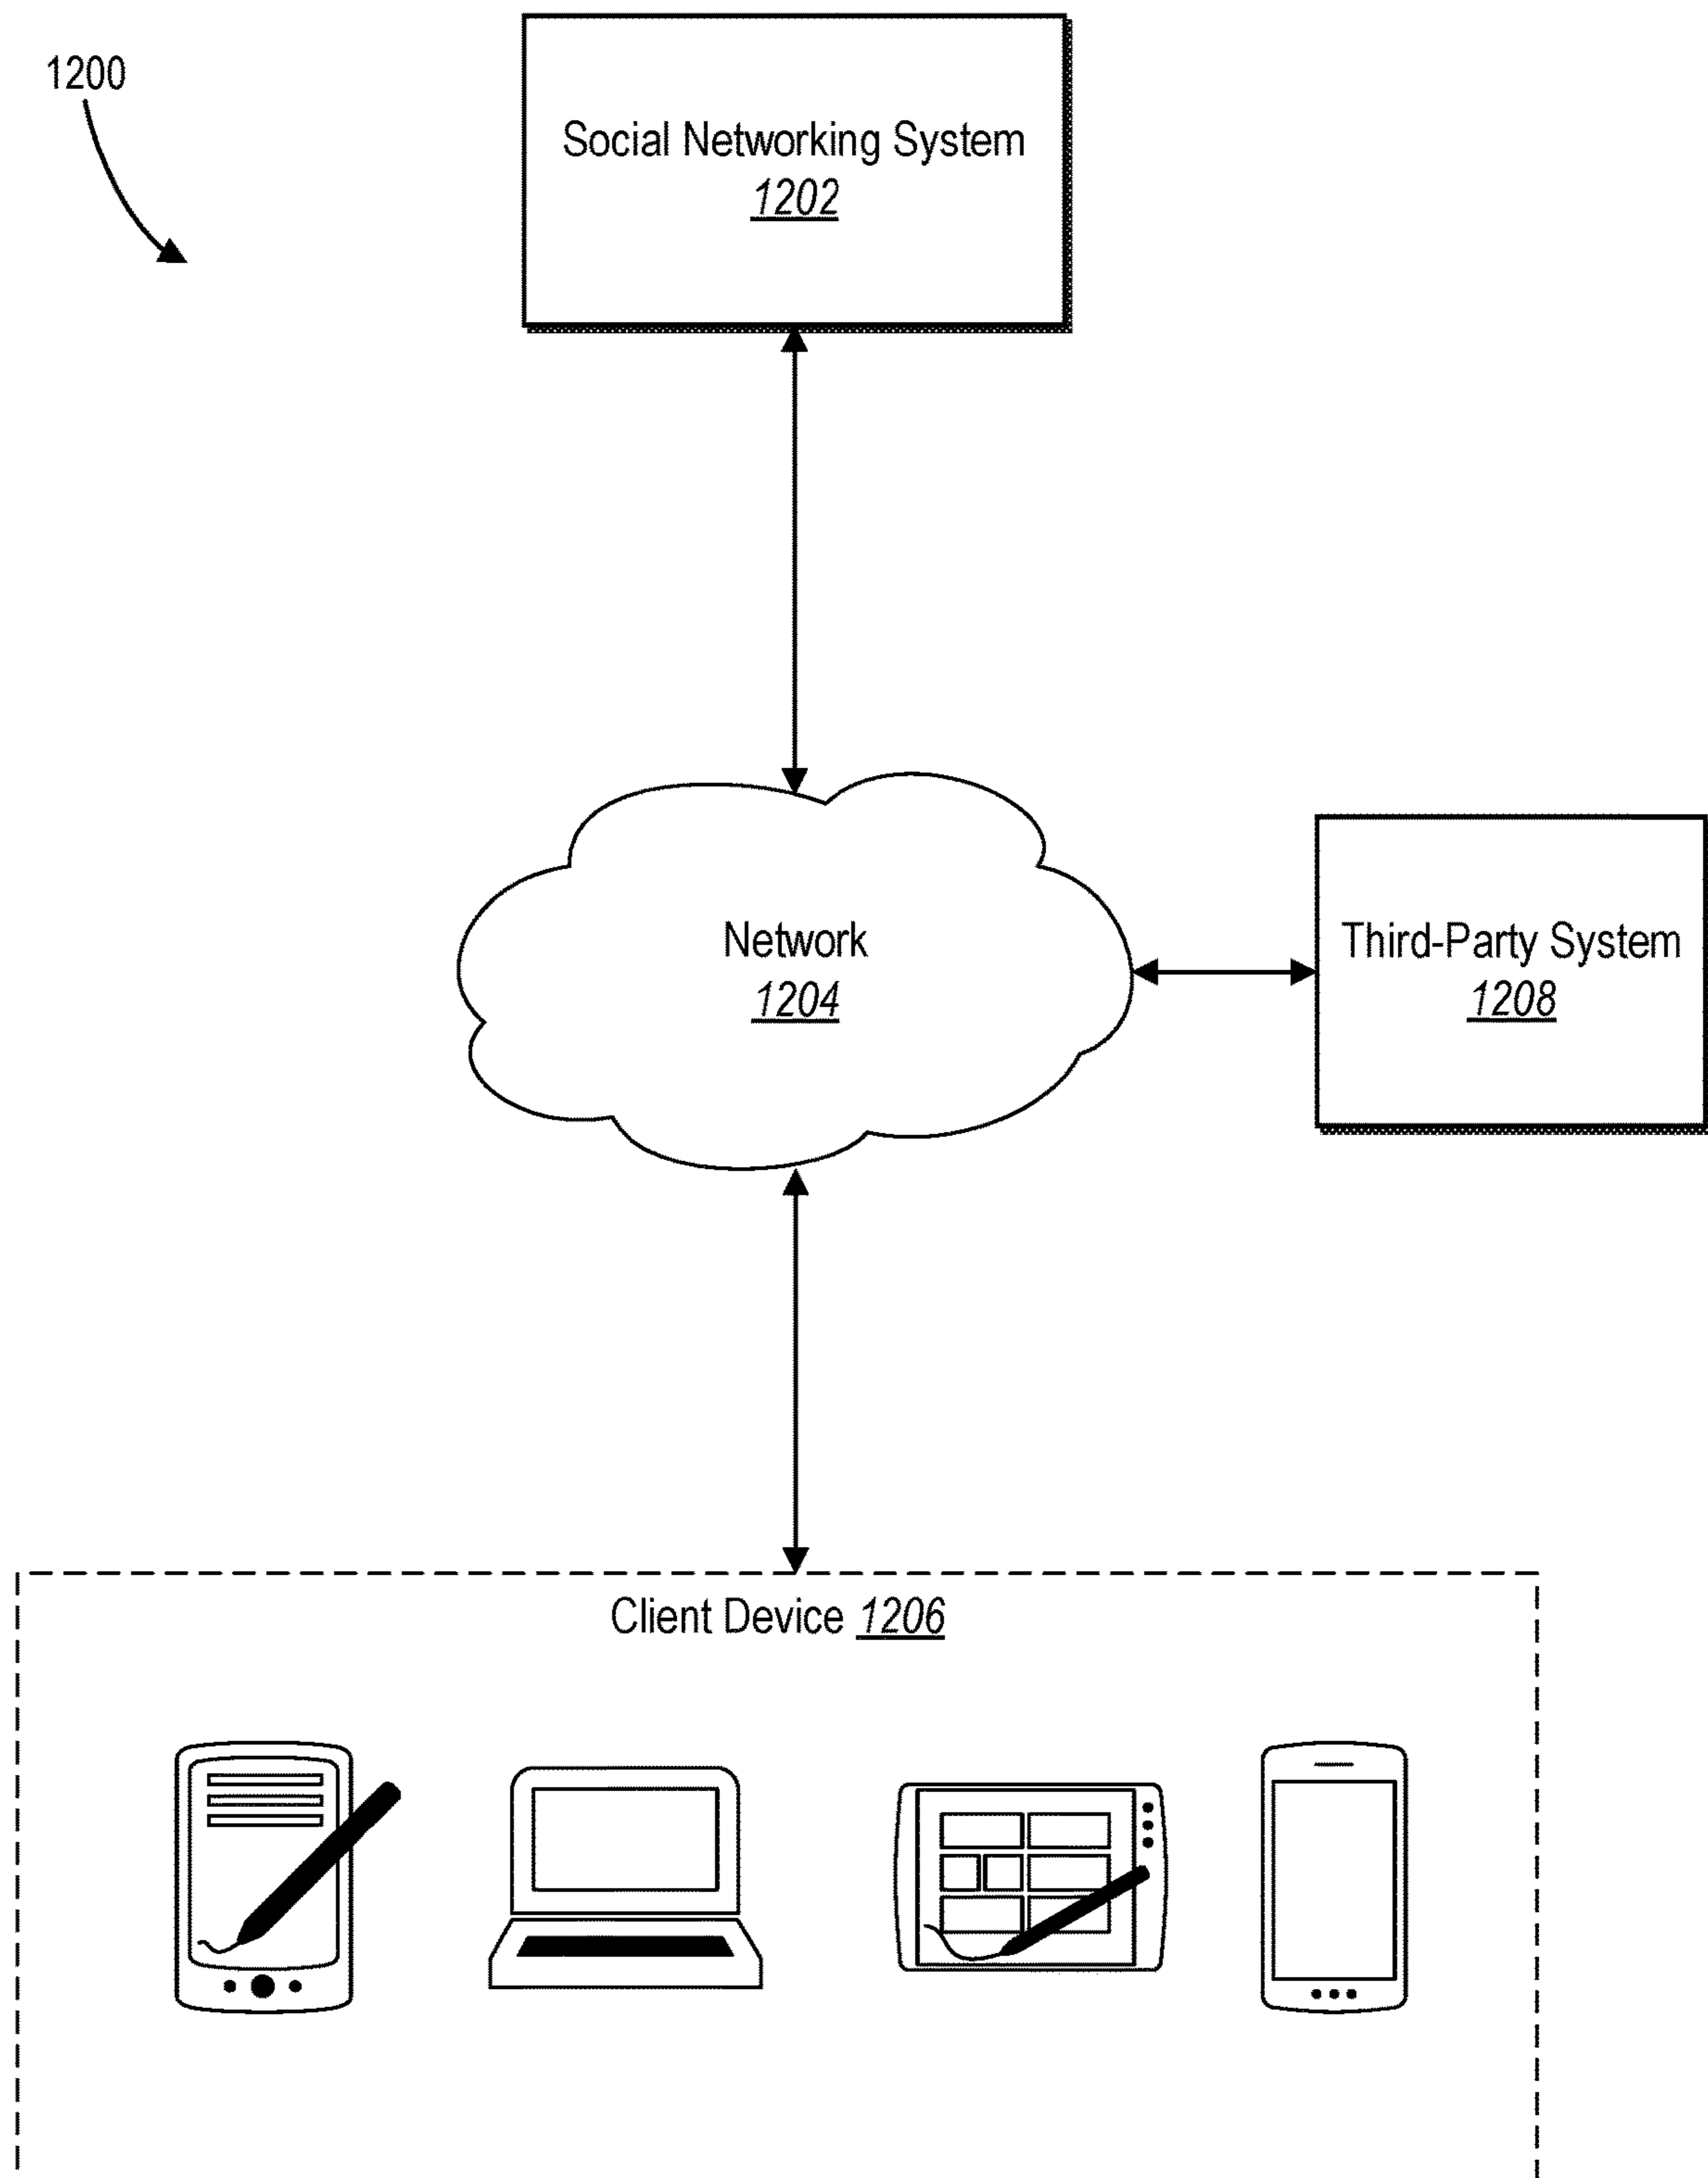 1200
Social Networking System
1202
Network
1204
Third-Party System
1208
Client Device 1206